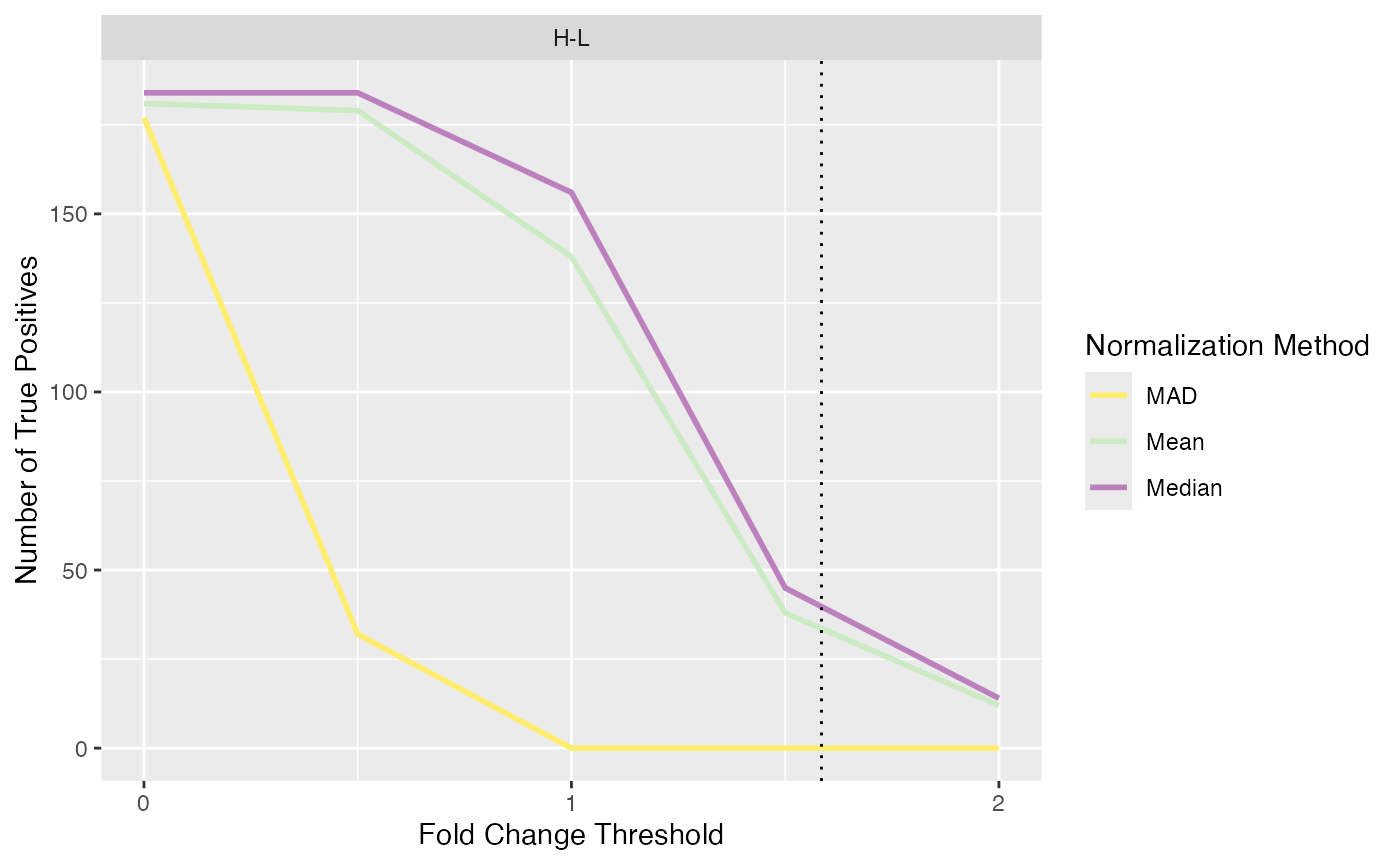 H-L
Number of True Positives
150
100
50
0
0
1
2
Fold Change Threshold
Normalization Method
MAD
Mean
Median